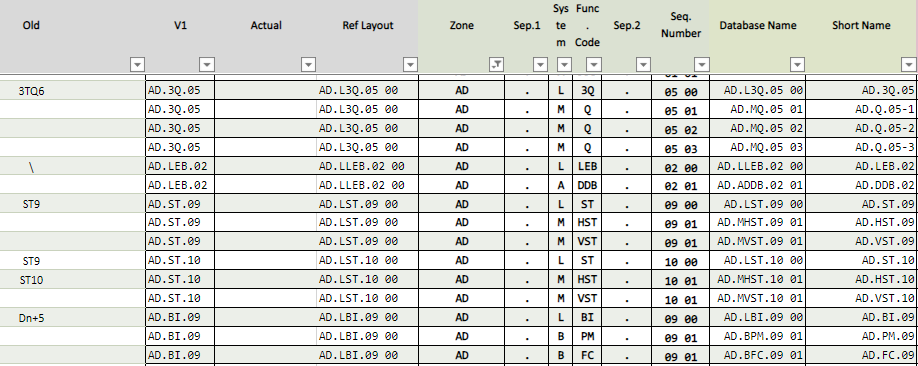 Old V1 Actual Ref Layout Zone Sep.1 System Func. Code Sep.2 Seq. Number Database Name Short Name
3TQ6 AD.3Q.05 AD.L3Q.05 00 AD . L 3Q . 05 00 AD.L3Q.05 00 AD.3Q.05
AD.3Q.05 AD.L3Q.05 00 AD . M Q . 05 01 AD.MQ.05 01 AD.Q.05-1
AD.3Q.05 AD.L3Q.05 00 AD . M Q . 05 02 AD.MQ.05 02 AD.Q.05-2
AD.3Q.05 AD.L3Q.05 00 AD . M Q . 05 03 AD.MQ.05 03 AD.Q.05-3
\ AD.LEB.02 AD.LLEB.02 00 AD . L LEB . 02 00 AD.LLEB.02 00 AD.LEB.02
AD.LEB.02 AD.LLEB.02 00 AD . A DDB . 02 01 AD.ADDB.02 01 AD.DDB.02
ST9 AD.ST.09 AD.LST.09 00 AD . L ST . 09 00 AD.LST.09 00 AD.ST.09
AD.ST.09 AD.LST.09 00 AD . M HST . 09 01 AD.MHST.09 01 AD.HST.09
AD.ST.09 AD.LST.09 00 AD . M VST . 09 01 AD.MVST.09 01 AD.VST.09
ST9 AD.ST.10 AD.LST.10 00 AD . L ST . 10 00 AD.LST.10 00 AD.ST.10
ST10 AD.ST.10 AD.LST.10 00 AD . M HST . 10 01 AD.MHST.10 01 AD.HST.10
AD.ST.10 AD.LST.10 00 AD . M VST . 10 01 AD.MVST.10 01 AD.VST.10
Dn+5 AD.BI.09 AD.LBI.09 00 AD . L BI . 09 00 AD.LBI.09 00 AD.BI.09
AD.BI.09 AD.LBI.09 00 AD . B PM . 09 01 AD.BPM.09 01 AD.PM.09
AD.BI.09 AD.LBI.09 00 AD . B FC . 09 01 AD.BFC.09 01 AD.FC.09